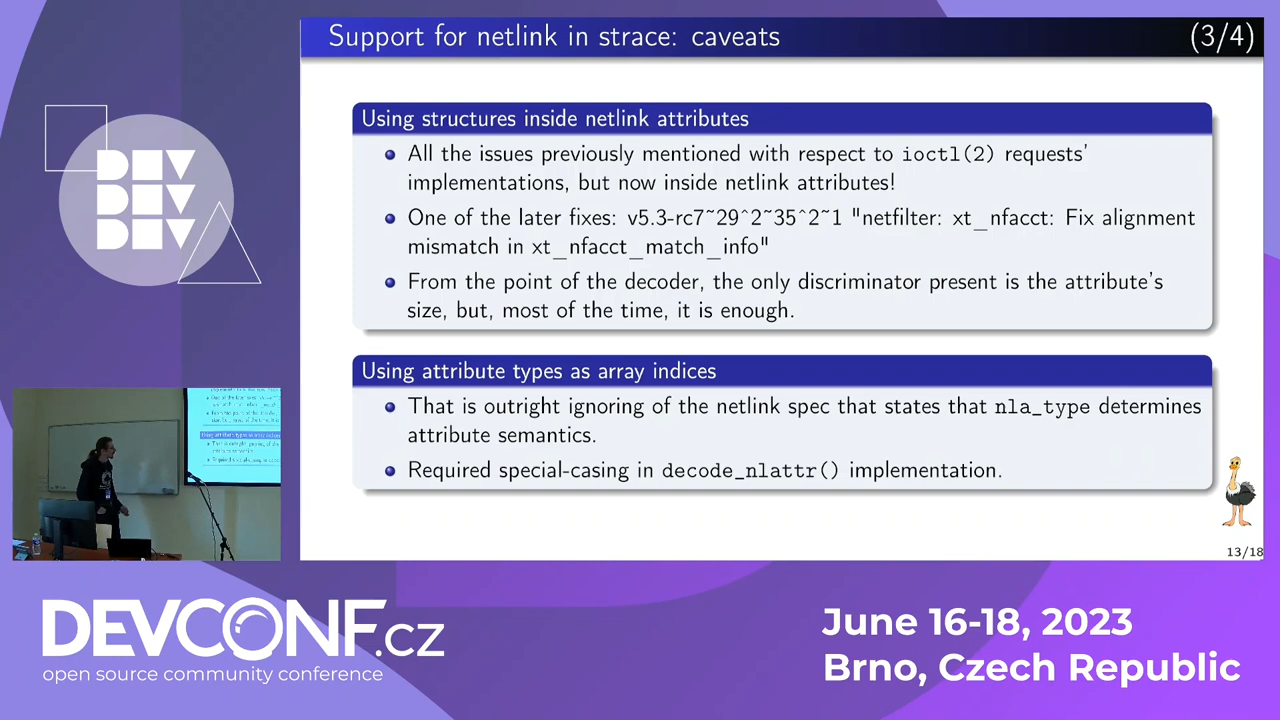 Support for netlink in strace: caveats (3/4)
Using structures inside netlink attributes
All the issues previously mentioned with respect to ioctl(2) requests'
implementations, but now inside netlink attributes!
One of the later fixes: v5.3-rc7~29^2~35^2~1 "netfilter: xt_nfacct: Fix alignment
mismatch in xt_nfacct_match_info"
From the point of the decoder, the only discriminator present is the attribute's
size, but, most of the time, it is enough.
Using attribute types as array indices
That is outright ignoring of the netlink spec that states that nla_type determines
attribute semantics.
Required special-casing in decode_nlattr() implementation.
13/18
DEV
DEV
DEV
DEVCONF.cz
open source community conference
June 16-18, 2023
Brno, Czech Republic